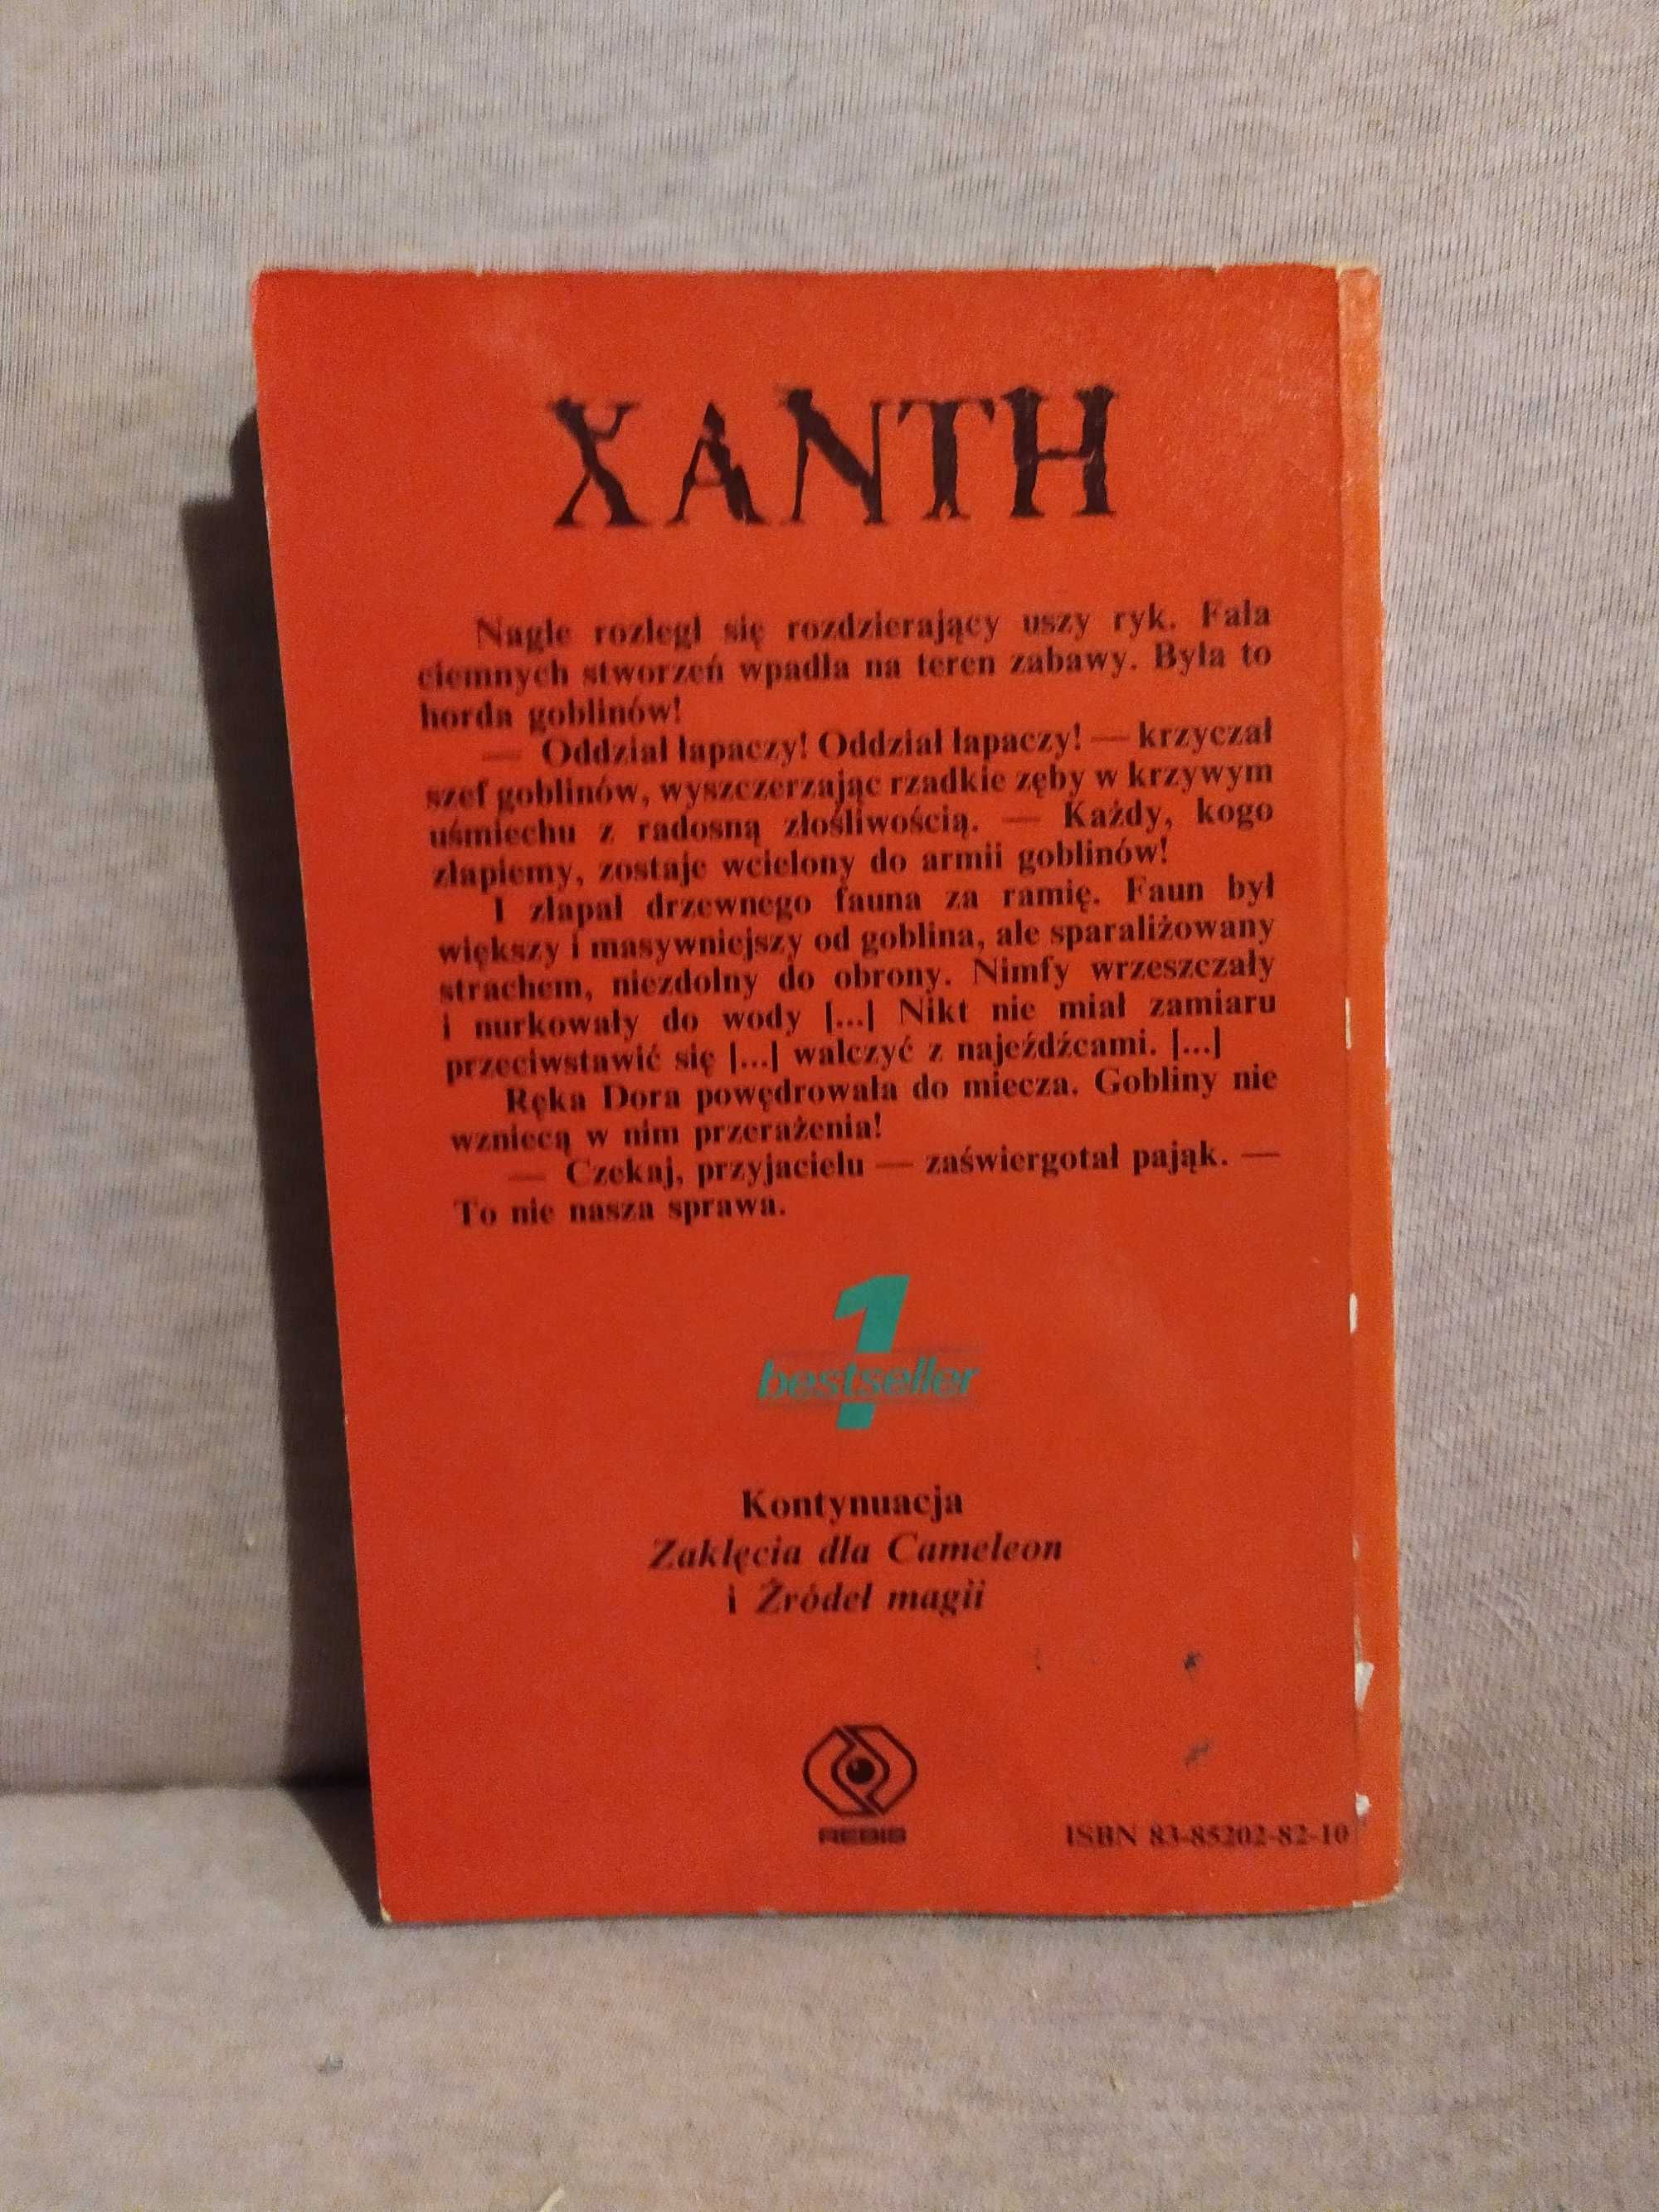 XANTH
Nagle rozległ się rozdzierający uszy ryk. Fala
ciemnych stworzeń wpadła na teren zabawy. Była to
horda goblinów!
— Oddział łapaczy! Oddział łapaczy! — krzyczał
szef goblinów, wyszczerzając rzadkie zęby w krzywym
uśmiechu z radosną złośliwością. — Każdy, kogo
złapiemy, zostaje wcielony do armii goblinów!
I złapał drzewnego fauna za ramię. Faun był
większy i masywniejszy od goblina, ale sparaliżowany
strachem, niezdolny do obrony. Nimfy wrzeszczały
i nurkowały do wody [...] Nikt nie miał zamiaru
przeciwstawić się [...] walczyć z najeźdźcami. [...]
Ręka Dora powędrowała do miecza. Gobliny nie
wzniecą w nim przerażenia!
— Czekaj, przyjacielu — zaświergotał pająk. —
To nie nasza sprawa.
1
bestseller
Kontynuacja
Zaklęcia dla Cameleon
i Źródeł magii
REBIS
ISBN 83-85202-82-10